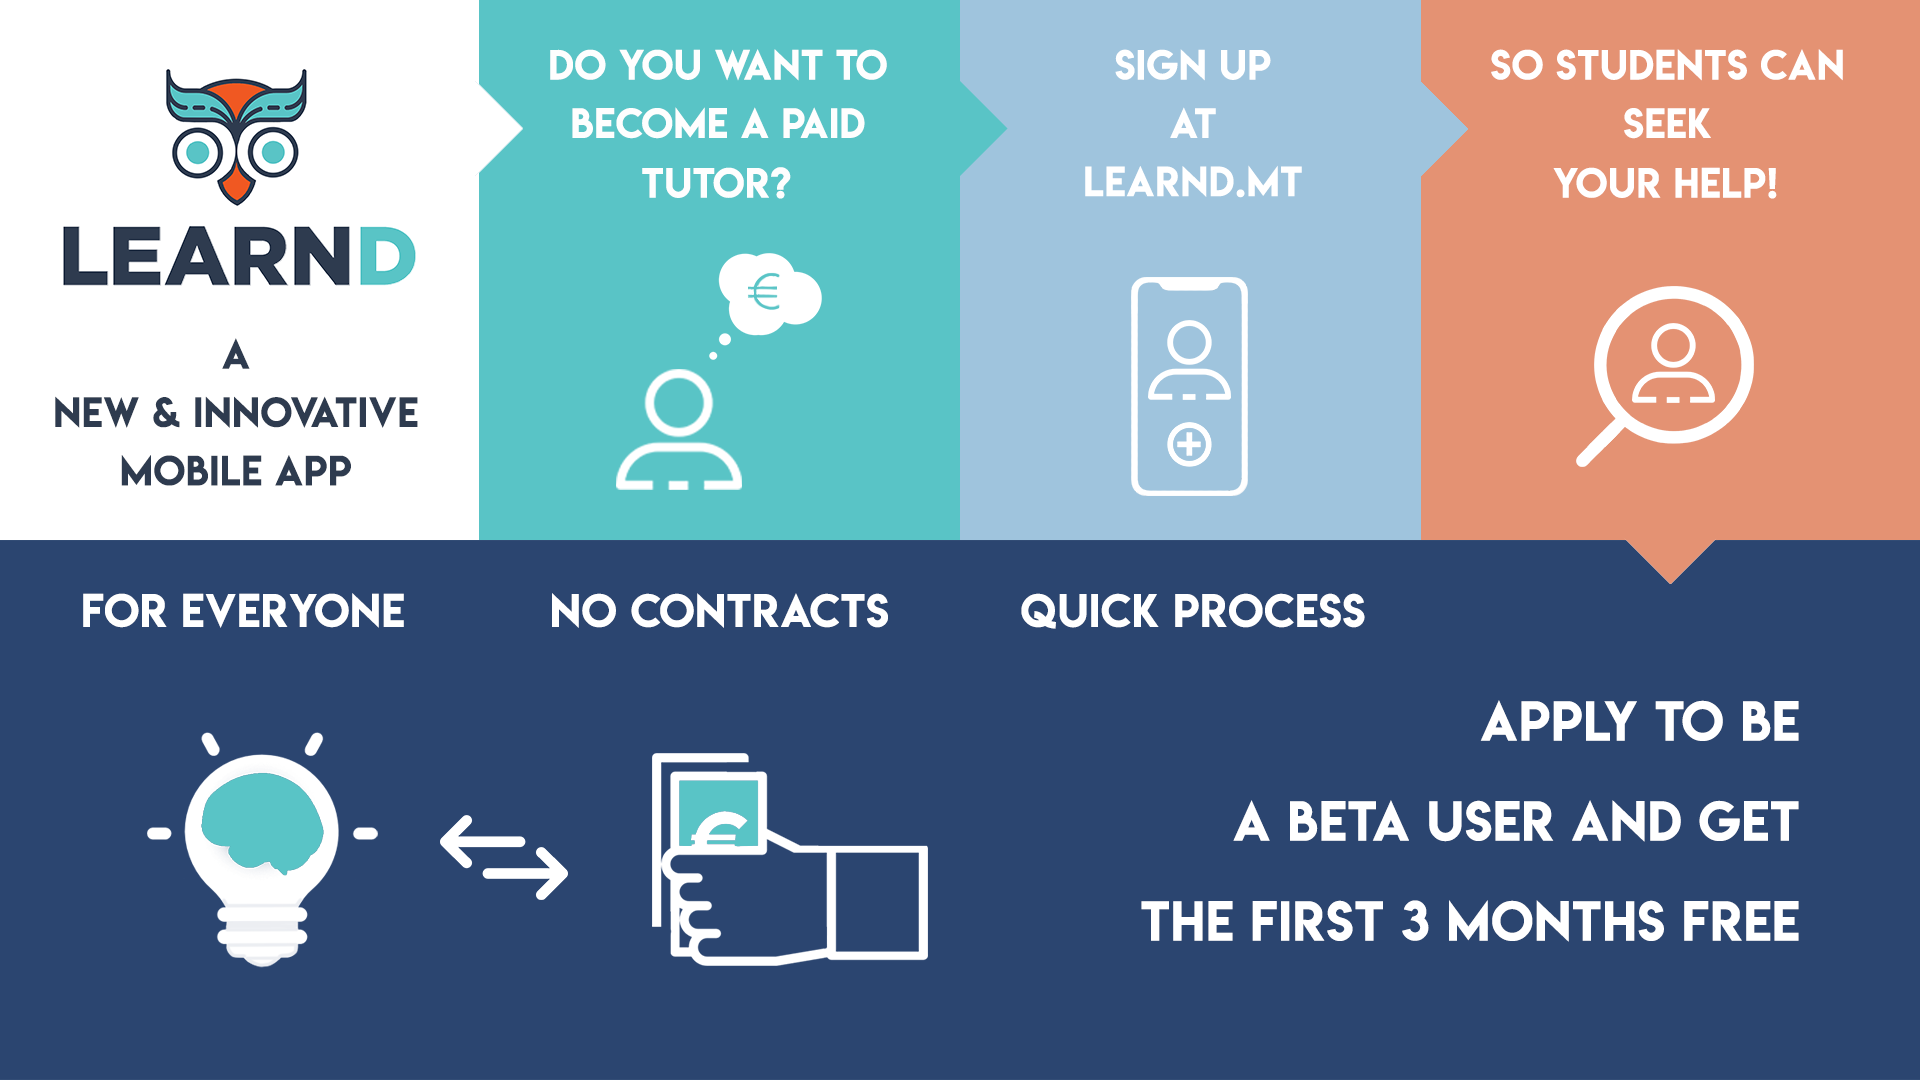 LEARND
A
NEW & INNOVATIVE
MOBILE APP
DO YOU WANT TO
BECOME A PAID
TUTOR?
€
SIGN UP
AT
LEARND.MT
SO STUDENTS CAN
SEEK
YOUR HELP!
FOR EVERYONE
NO CONTRACTS
QUICK PROCESS
€
APPLY TO BE
A BETA USER AND GET
THE FIRST 3 MONTHS FREE